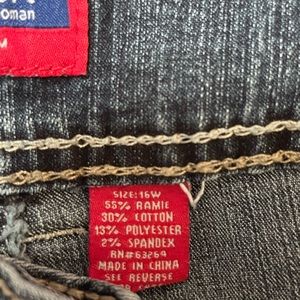 oman
M
SIZE: 16W
55% RAMIE
30% COTTON
13% POLYESTER
2% SPANDEX
RN#63269
MADE IN CHINA
SEE REVERSE